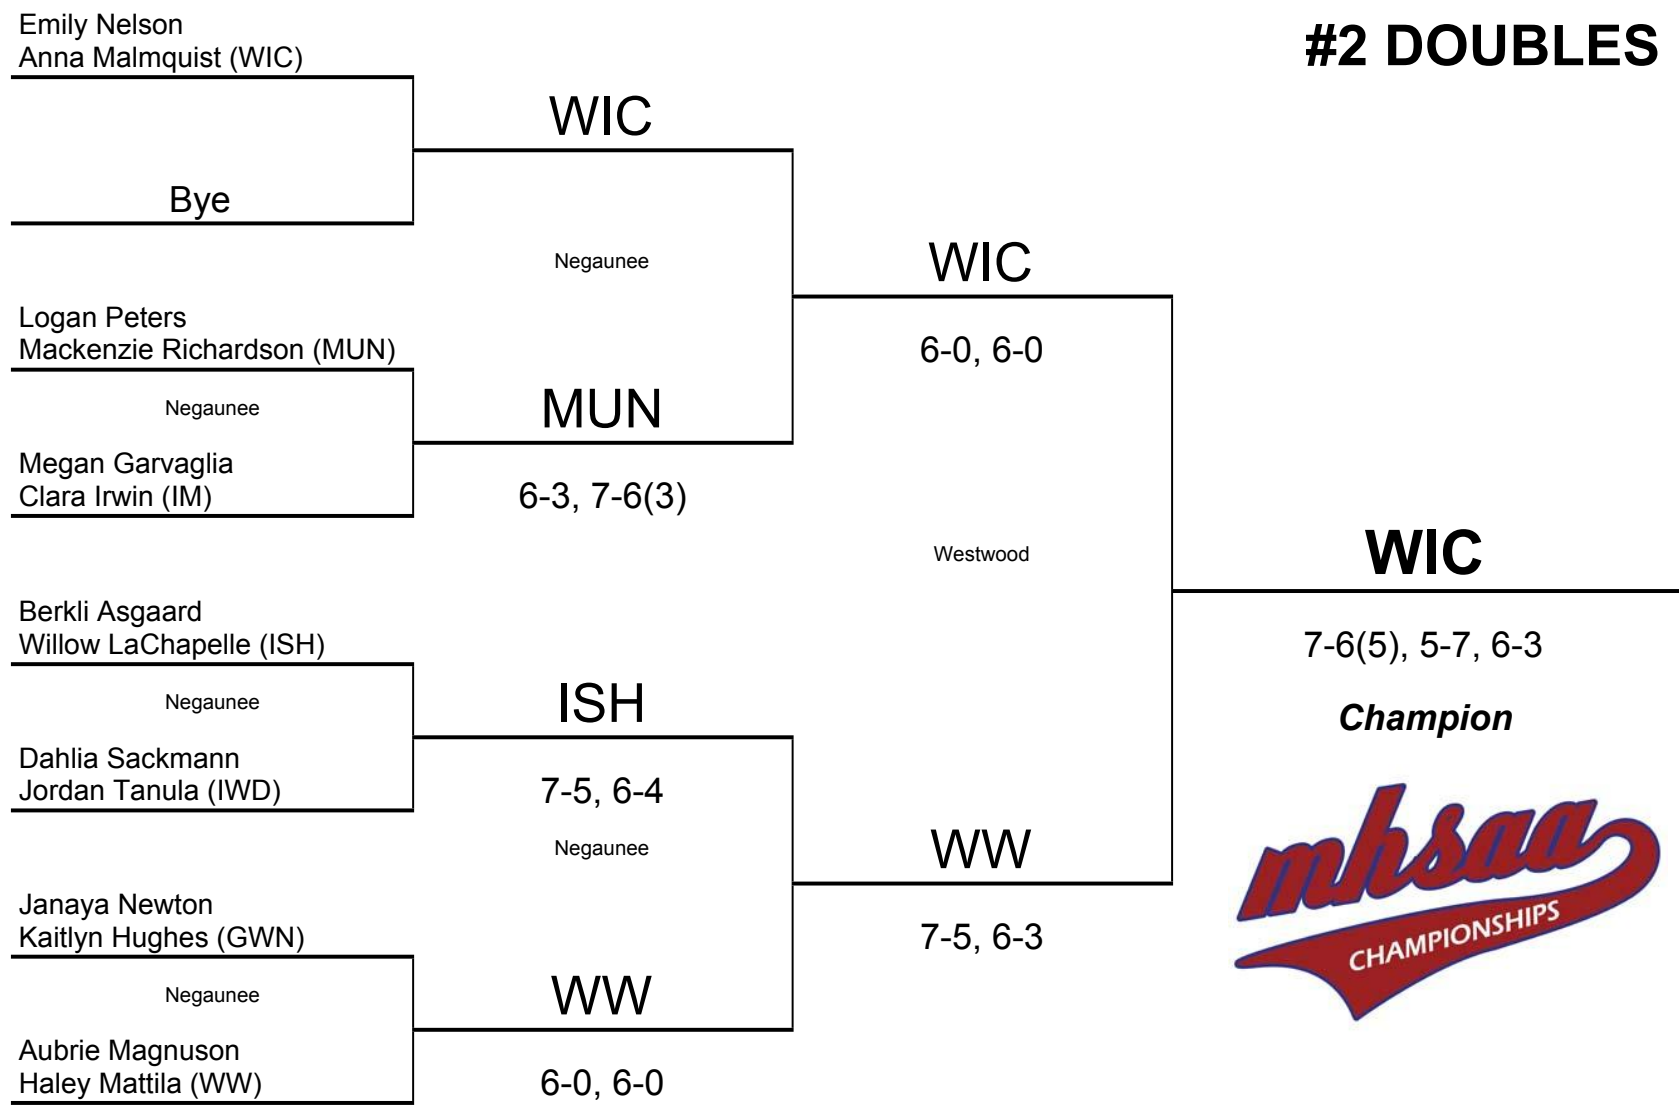 Emily Nelson
Anna Malmquist (WIC)
#2 DOUBLES
WIC
Bye
Negaunee
WIC
Logan Peters
Mackenzie Richardson (MUN)
6-0, 6-0
Negaunee
MUN
Megan Garvaglia
Clara Irwin (IM)
6-3, 7-6(3)
Westwood
WIC
Berkli Asgaard
Willow LaChapelle (ISH)
7-6(5), 5-7, 6-3
Negaunee
ISH
Champion
Dahlia Sackmann
Jordan Tanula (IWD)
7-5, 6-4
Negaunee
WW
mhsaa
CHAMPIONSHIPS
Janaya Newton
Kaitlyn Hughes (GWN)
7-5, 6-3
Negaunee
WW
Aubrie Magnuson
Haley Mattila (WW)
6-0, 6-0